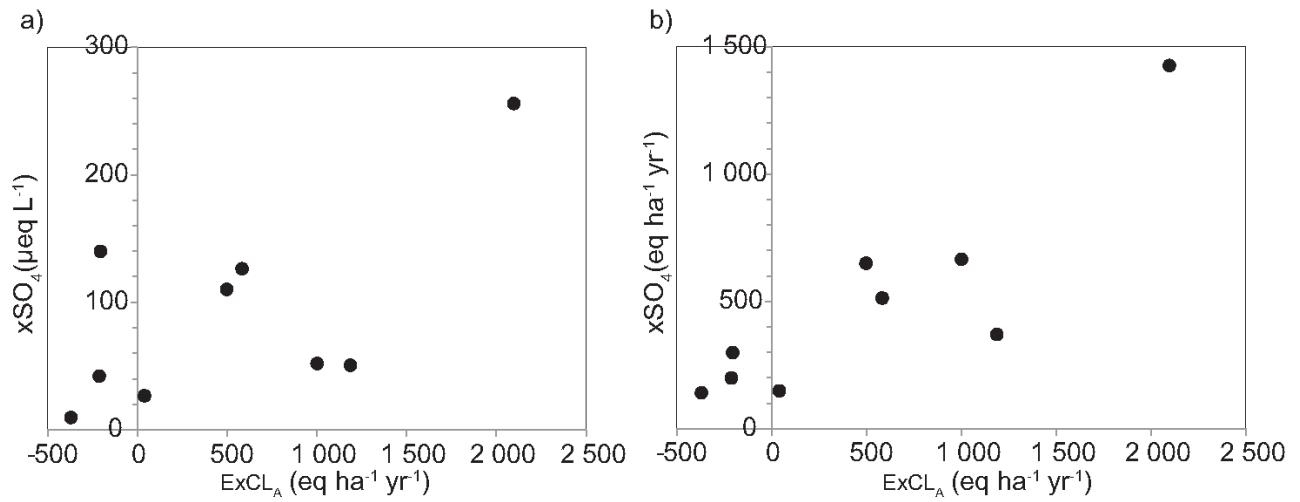 a)
300
200
100
0
xSO₄(µeq L⁻¹)
-500 0 500 1 000 1 500 2 000 2 500
ExCL_A (eq ha⁻¹ yr⁻¹)
b)
1 500
1 000
500
0
xSO₄(eq ha⁻¹ yr⁻¹)
-500 0 500 1 000 1 500 2 000 2 500
ExCL_A (eq ha⁻¹ yr⁻¹)